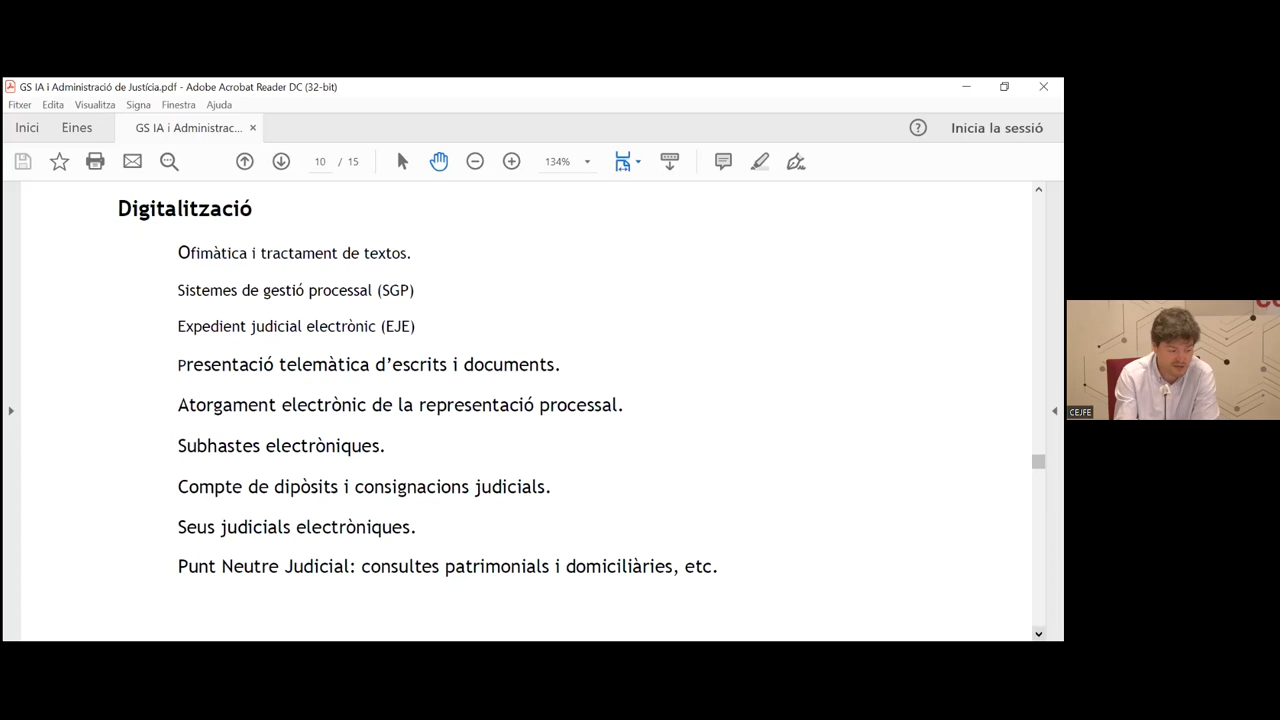 GS IA i Administració de Justícia.pdf - Adobe Acrobat Reader DC (32-bit)
Fitxer Edita Visualitza Signa Finestra Ajuda
Inici Eines GS IA i Administrac... × Inicia la sessió
10 / 15 134%
Digitalització
Ofimàtica i tractament de textos.
Sistemes de gestió processal (SGP)
Expedient judicial electrònic (EJE)
Presentació telemàtica d'escrits i documents.
Atorgament electrònic de la representació processal.
Subhastes electròniques.
Compte de dipòsits i consignacions judicials.
Seus judicials electròniques.
Punt Neutre Judicial: consultes patrimonials i domiciliàries, etc.
CEJFE